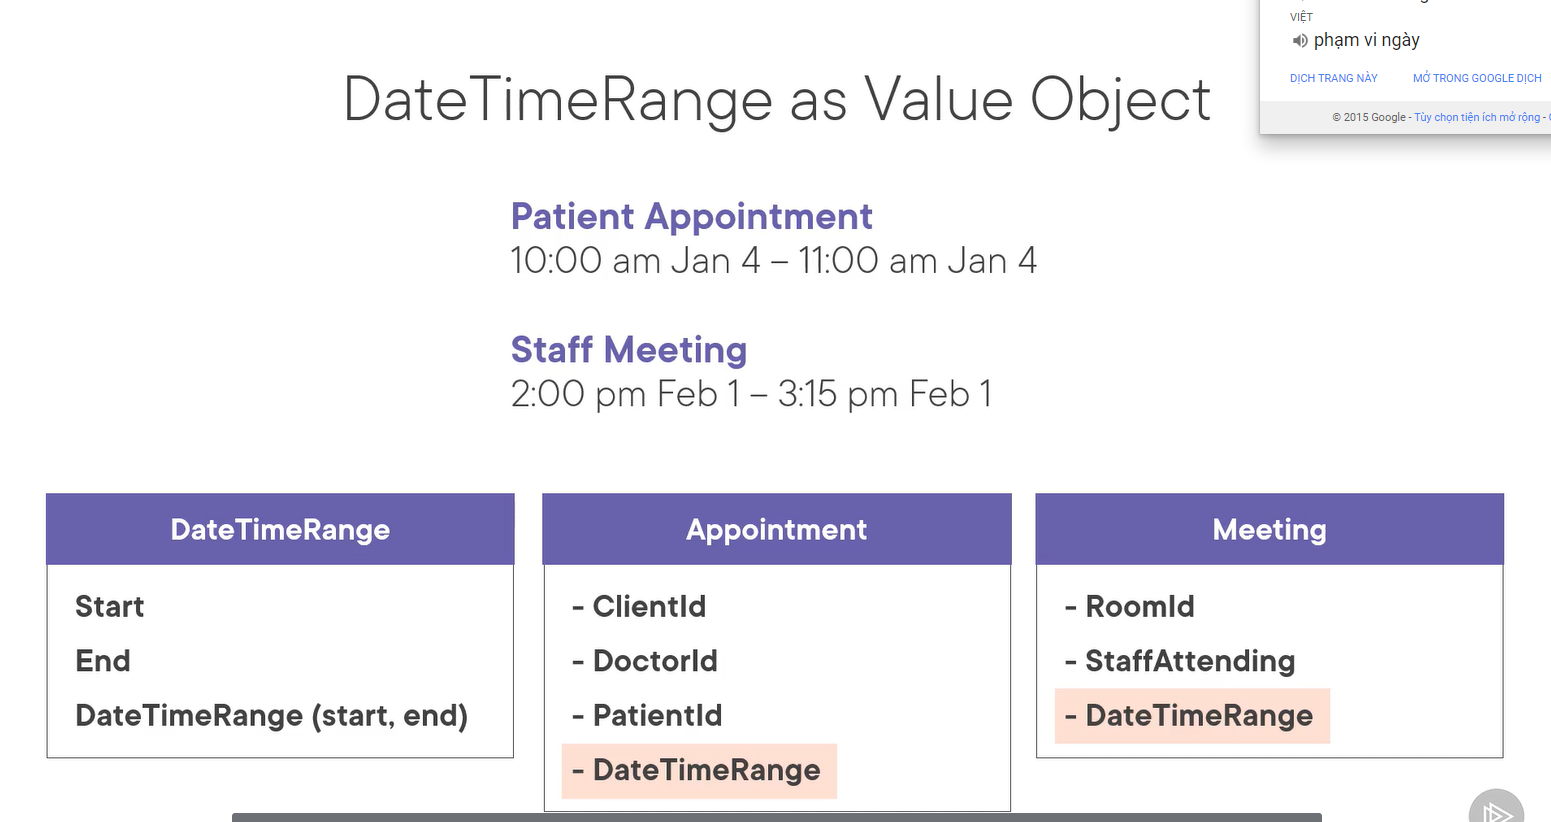 VIỆT
phạm vi ngày
DỊCH TRANG NÀY
MỞ TRONG GOOGLE DỊCH
© 2015 Google - Tùy chọn tiện ích mở rộng -
DateTimeRange as Value Object
Patient Appointment
10:00 am Jan 4 – 11:00 am Jan 4
Staff Meeting
2:00 pm Feb 1 – 3:15 pm Feb 1
DateTimeRange
Start
End
DateTimeRange (start, end)
Appointment
- ClientId
- DoctorId
- PatientId
- DateTimeRange
Meeting
- RoomId
- StaffAttending
- DateTimeRange